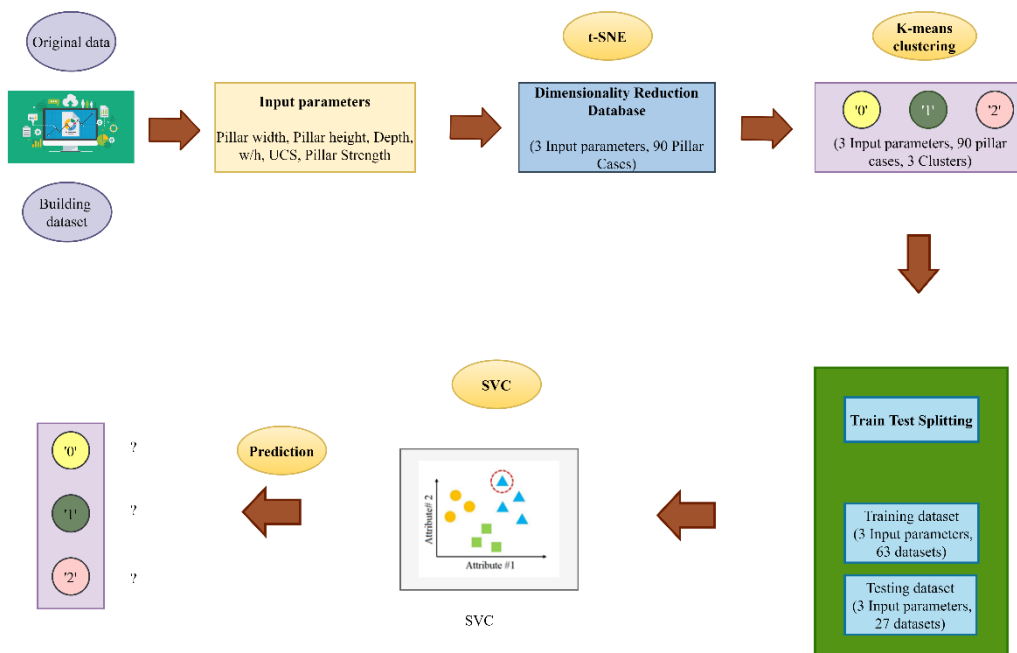 Original data
Building
dataset
Input parameters
Pillar width, Pillar height, Depth,
w/h, UCS, Pillar Strength
t-SNE
Dimensionality Reduction
Database
(3 Input parameters, 90 Pillar
Cases)
K-means
clustering
'0' '1' '2'
(3 Input parameters, 90 pillar
cases, 3 Clusters)
Train Test Splitting
Training dataset
(3 Input parameters,
63 datasets)
Testing dataset
(3 Input parameters,
27 datasets)
SVC
Attribute# 2
Attribute #1
SVC
Prediction
'0' ?
'1' ?
'2' ?